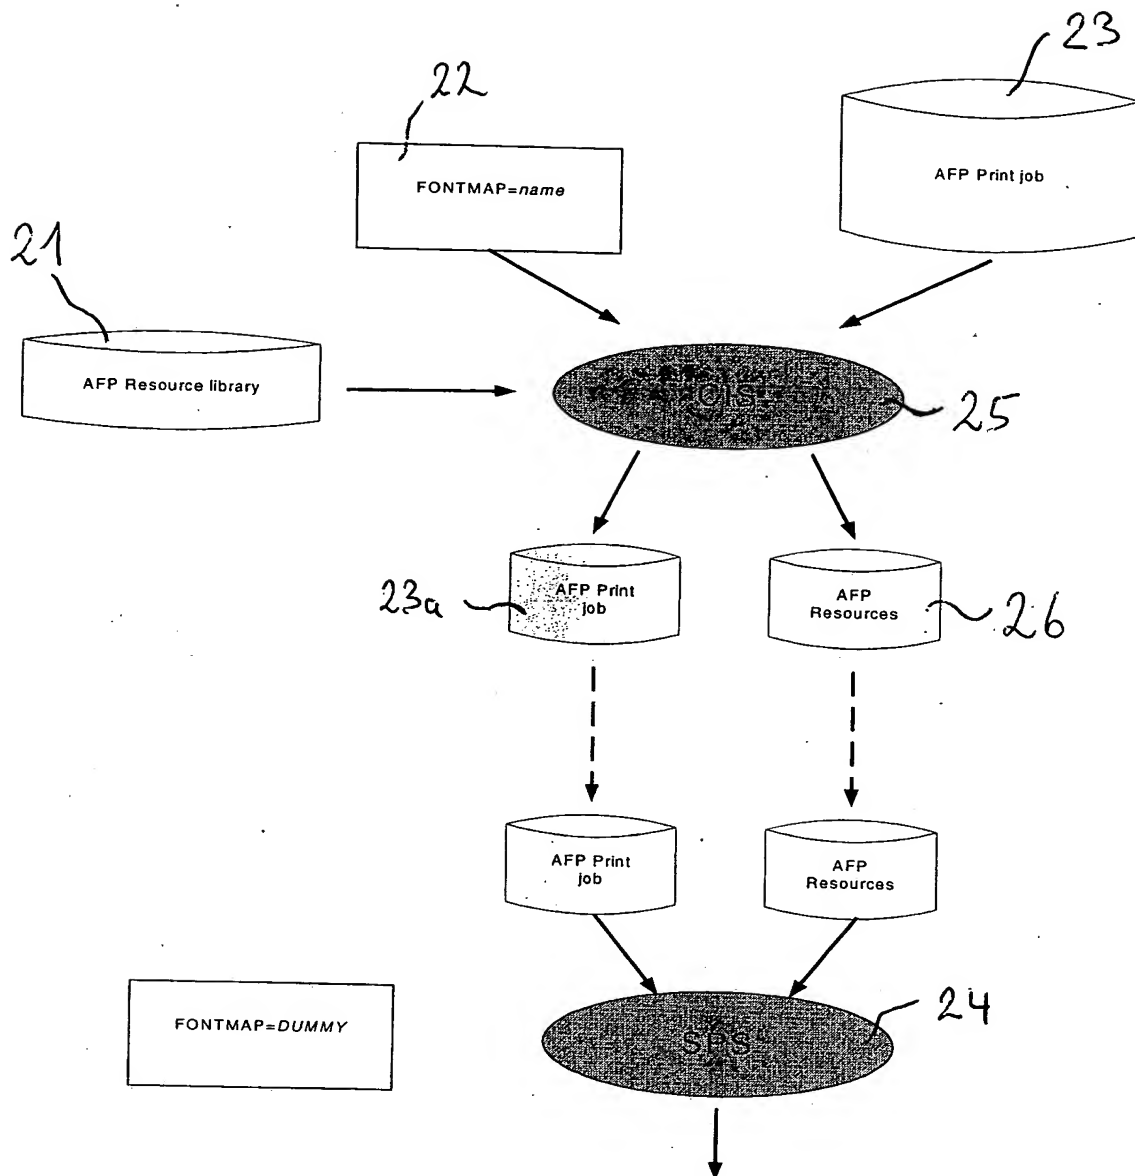 23
22
FONTMAP=name
AFP Print job
21
AFP Resource library
CIS
25
AFP Print
job
23a
AFP
Resources
26
AFP Print
job
AFP
Resources
FONTMAP=DUMMY
SPS
24